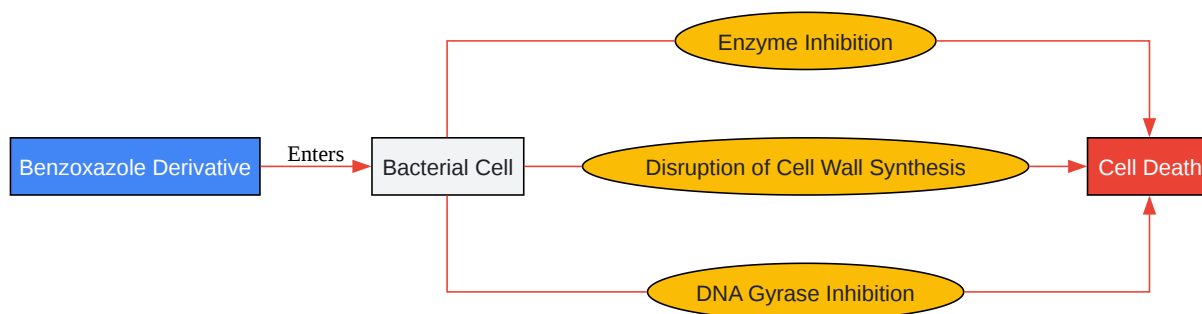 Enzyme Inhibition
Benzoxazole Derivative
Enters
Bacterial Cell
Disruption of Cell Wall Synthesis
Cell Death
DNA Gyrase Inhibition